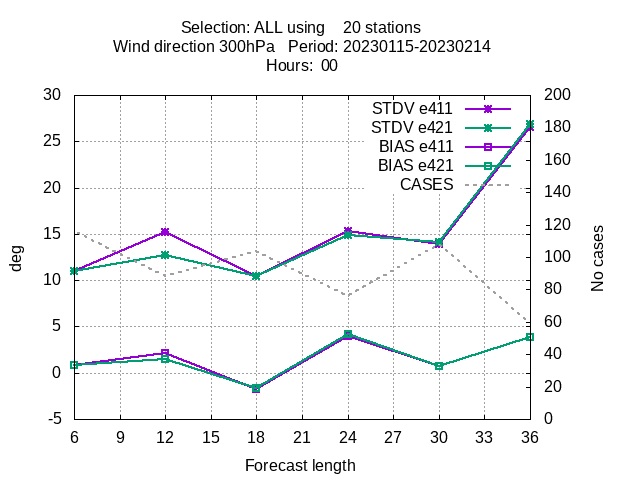 Selection: ALL using    20 stations
Wind direction 300hPa   Period: 20230115-20230214
Hours:  00
30 200
STDV e411
25 180
STDV e421
160
BIAS e411
20 140
BIAS e421
CASES
15 120
deg 100 No cases
10 80
5 60
0 40
20
-5 0
6 9 12 15 18 21 24 27 30 33 36
Forecast length